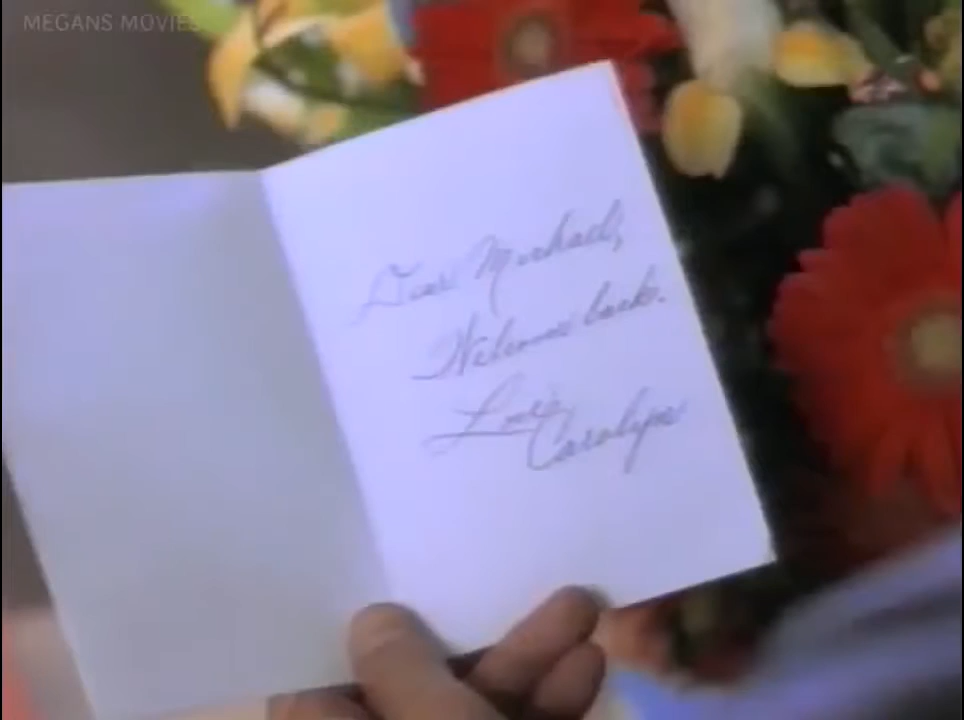 MEGANS MOVIES
Dear Michael,
Welcome back.
Love,
Carolyn